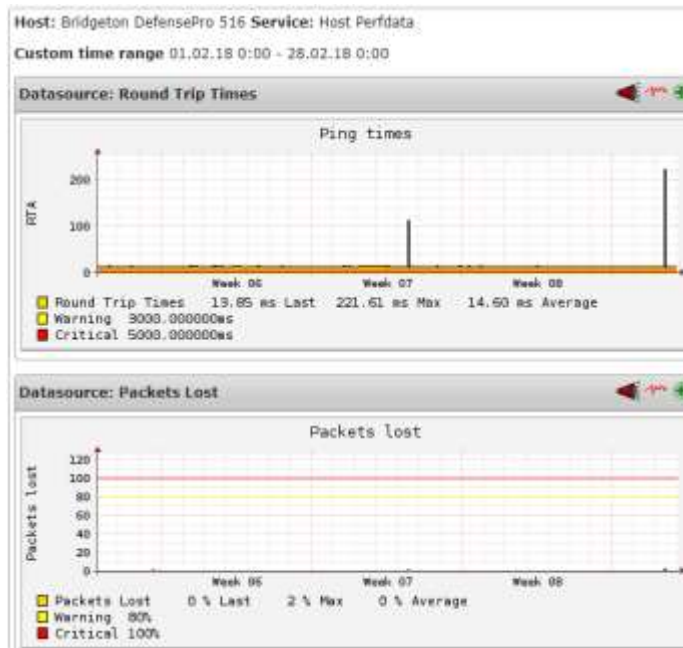 Host: Bridgeton DefensePro 516 Service: Host Perfdata
Custom time range 01.02.18 0:00 - 28.02.18 0:00
Datasource: Round Trip Times
Ping times
200
100
0
RTA
Week 06 Week 07 Week 08
Round Trip Times 19.85 ms Last 221.61 ms Max 14.60 ms Average
Warning 3000.000000ms
Critical 5000.000000ms
Datasource: Packets Lost
Packets lost
120
100
80
60
40
20
0
Packets lost
Week 06 Week 07 Week 08
Packets Lost 0 % Last 2 % Max 0 % Average
Warning 80%
Critical 100%